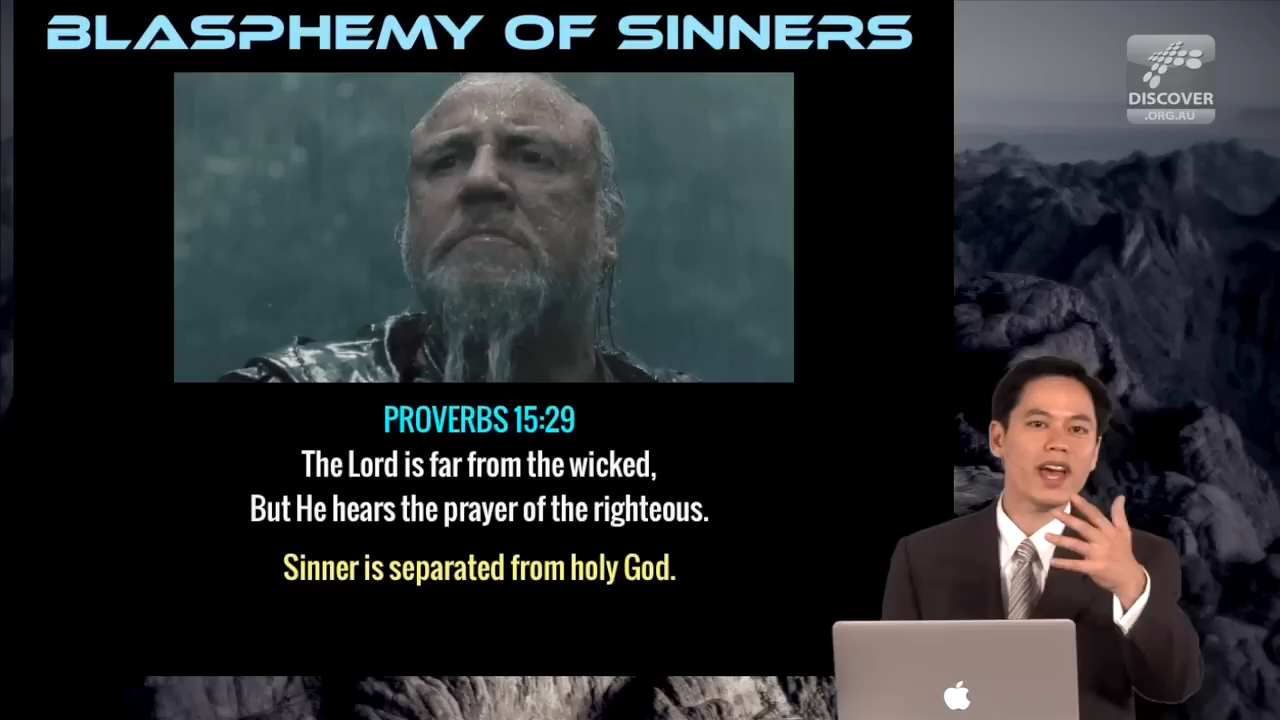 BLASPHEMY OF SINNERS
DISCOVER
.ORG.AU
PROVERBS 15:29
The Lord is far from the wicked,
But He hears the prayer of the righteous.
Sinner is separated from holy God.